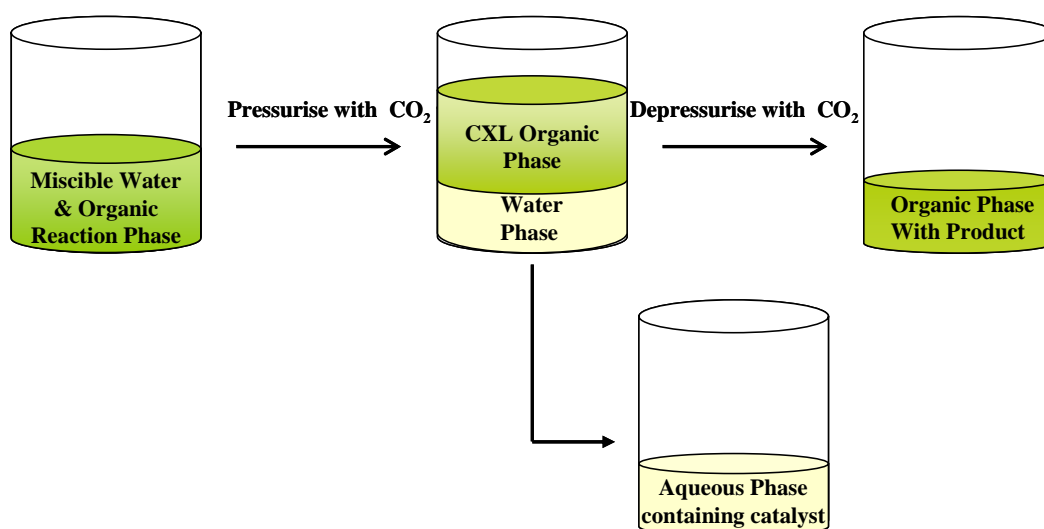 Pressurise with CO₂
Depressurise with CO₂
CXL Organic
Phase
Miscible Water
& Organic
Reaction Phase
Water
Phase
Organic Phase
With Product
Aqueous Phase
containing catalyst